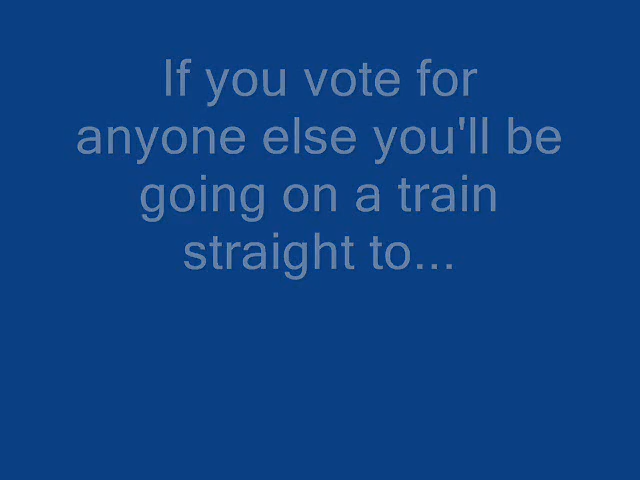 If you vote for
anyone else you'll be
going on a train
straight to...